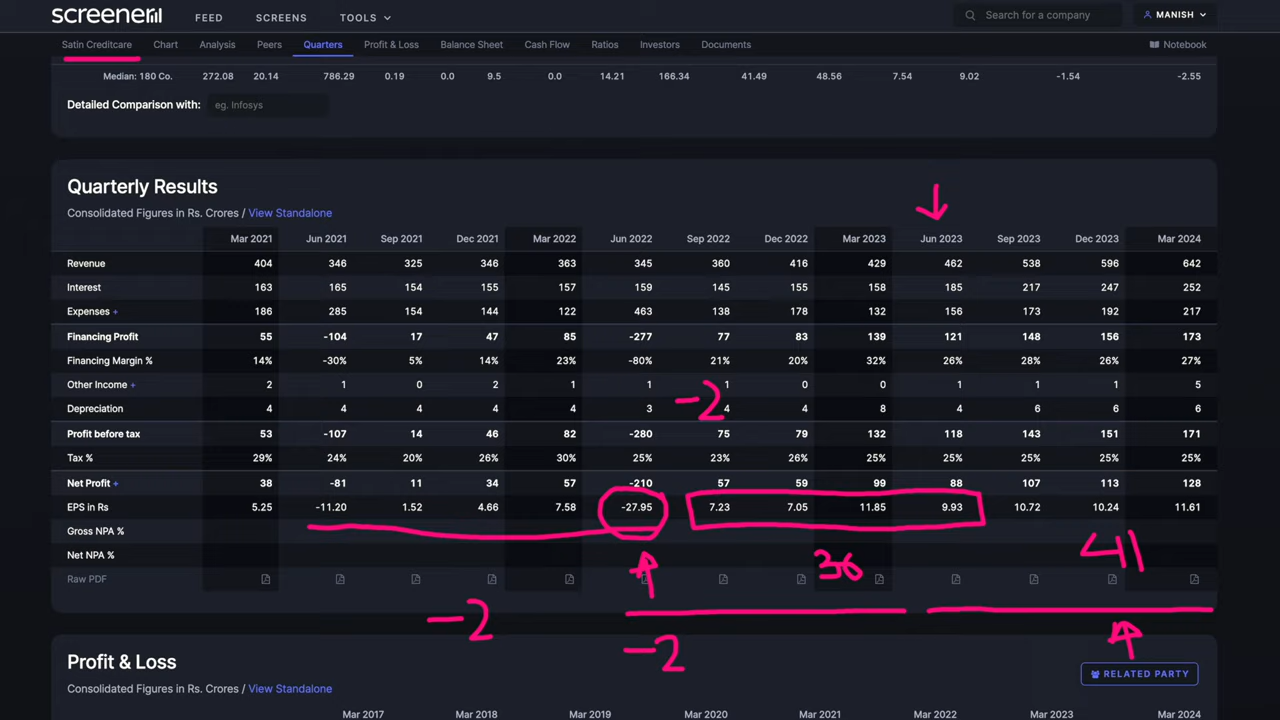 screener
FEED SCREENS TOOLS
Search for a company
MANISH
Satin Creditcare Chart Analysis Peers Quarters Profit & Loss Balance Sheet Cash Flow Ratios Investors Documents Notebook
Median: 180 Co. 272.08 20.14 786.29 0.19 0.0 9.5 0.0 14.21 166.34 41.49 48.56 7.54 9.02 -1.54 -2.55
Detailed Comparison with: eg. Infosys
Quarterly Results
Consolidated Figures in Rs. Crores / View Standalone
Mar 2021 Jun 2021 Sep 2021 Dec 2021 Mar 2022 Jun 2022 Sep 2022 Dec 2022 Mar 2023 Jun 2023 Sep 2023 Dec 2023 Mar 2024
Revenue 404 346 325 346 363 345 360 416 429 462 538 596 642
Interest 163 165 154 155 157 159 145 155 158 185 217 247 252
Expenses + 186 285 154 144 122 463 138 178 132 156 173 192 217
Financing Profit 55 -104 17 47 85 -277 77 83 139 121 148 156 173
Financing Margin % 14% -30% 5% 14% 23% -80% 21% 20% 32% 26% 28% 26% 27%
Other Income + 2 1 0 2 1 1 1 0 0 1 1 1 5
-2
Depreciation 4 4 4 4 4 3 4 4 8 4 6 6 6
Profit before tax 53 -107 14 46 82 -280 75 79 132 118 143 151 171
Tax % 29% 24% 20% 26% 30% 25% 23% 26% 25% 25% 25% 25% 25%
Net Profit + 38 -81 11 34 57 -210 57 59 99 88 107 113 128
EPS in Rs 5.25 -11.20 1.52 4.66 7.58 -27.95 7.23 7.05 11.85 9.93 10.72 10.24 11.61
Gross NPA %
Net NPA %
41
36
Raw PDF
-2
-2
Profit & Loss
RELATED PARTY
Consolidated Figures in Rs. Crores / View Standalone
Mar 2017 Mar 2018 Mar 2019 Mar 2020 Mar 2021 Mar 2022 Mar 2023 Mar 2024